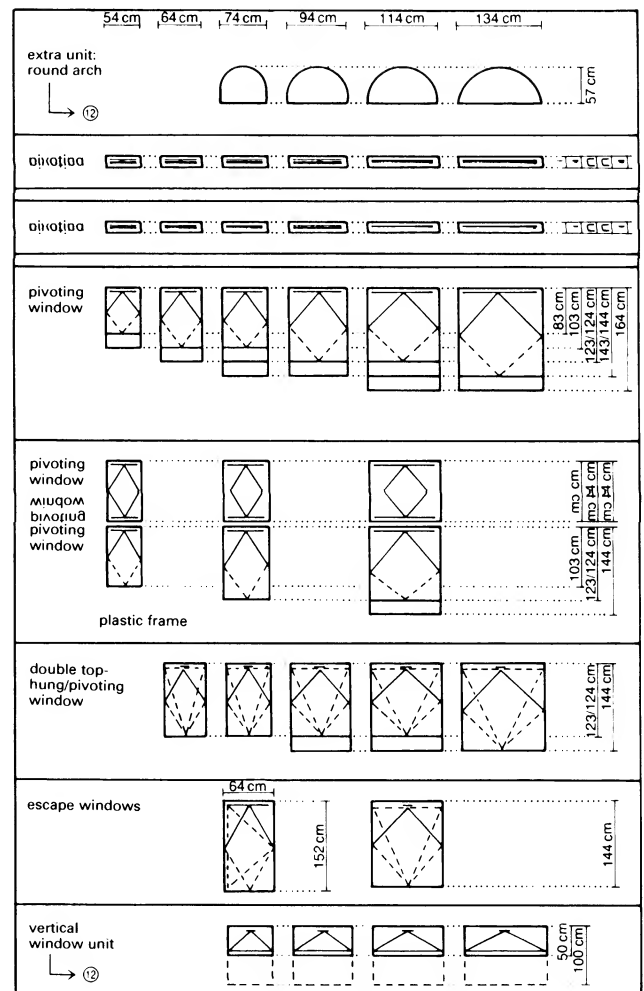 54 cm 64 cm 74 cm 94 cm 114 cm 134 cm
extra unit:
round arch
⑫
57 cm
pivoting
window
83 cm
103 cm
123/124 cm
143/144 cm
164 cm
pivoting
window
pivoting
window
103 cm
123/124 cm
144 cm
plastic frame
double top-
hung/pivoting
window
123/124 cm
144 cm
escape windows
64 cm
152 cm
144 cm
vertical
window unit
⑫
50 cm
100 cm